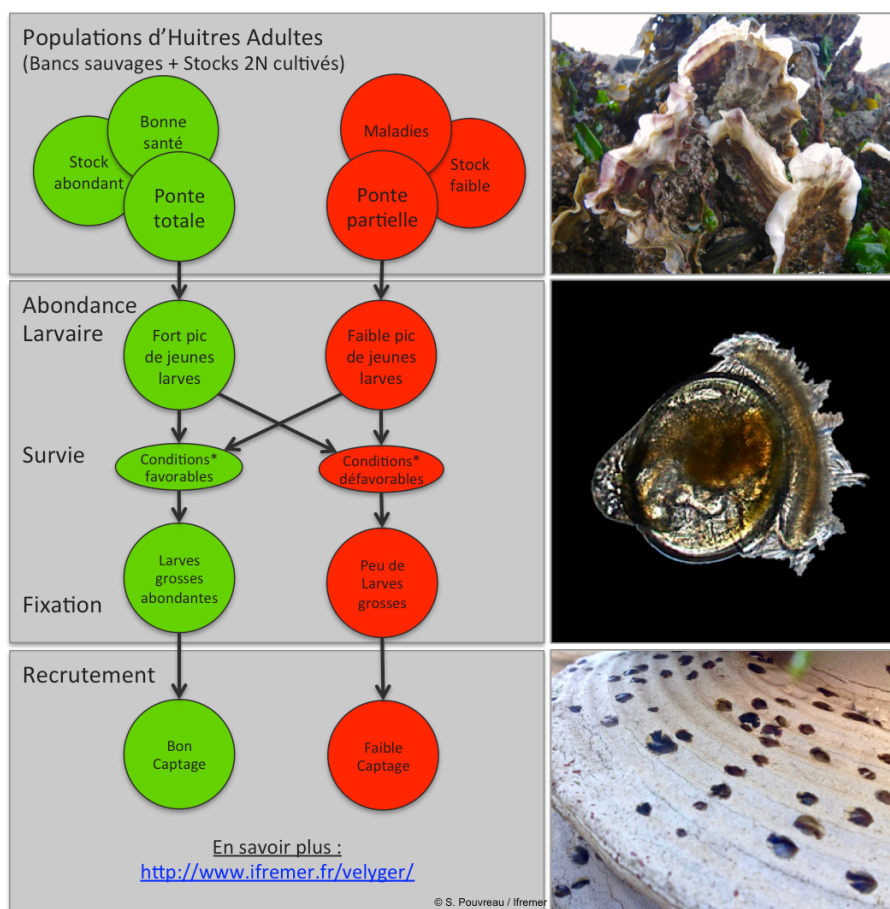 Populations d'Huitres Adultes
(Bancs sauvages + Stocks 2N cultivés)
Bonne
santé
Stock
abondant
Ponte
totale
Maladies
Stock
faible
Ponte
partielle
Abondance
Larvaire
Fort pic
de jeunes
larves
Faible pic
de jeunes
larves
Survie
Conditions*
favorables
Conditions*
défavorables
Larves
grosses
abondantes
Peu de
Larves
grosses
Fixation
Recrutement
Bon
Captage
Faible
Captage
En savoir plus :
http://www.ifremer.fr/velyger/
© S. Pouvreau / Ifremer